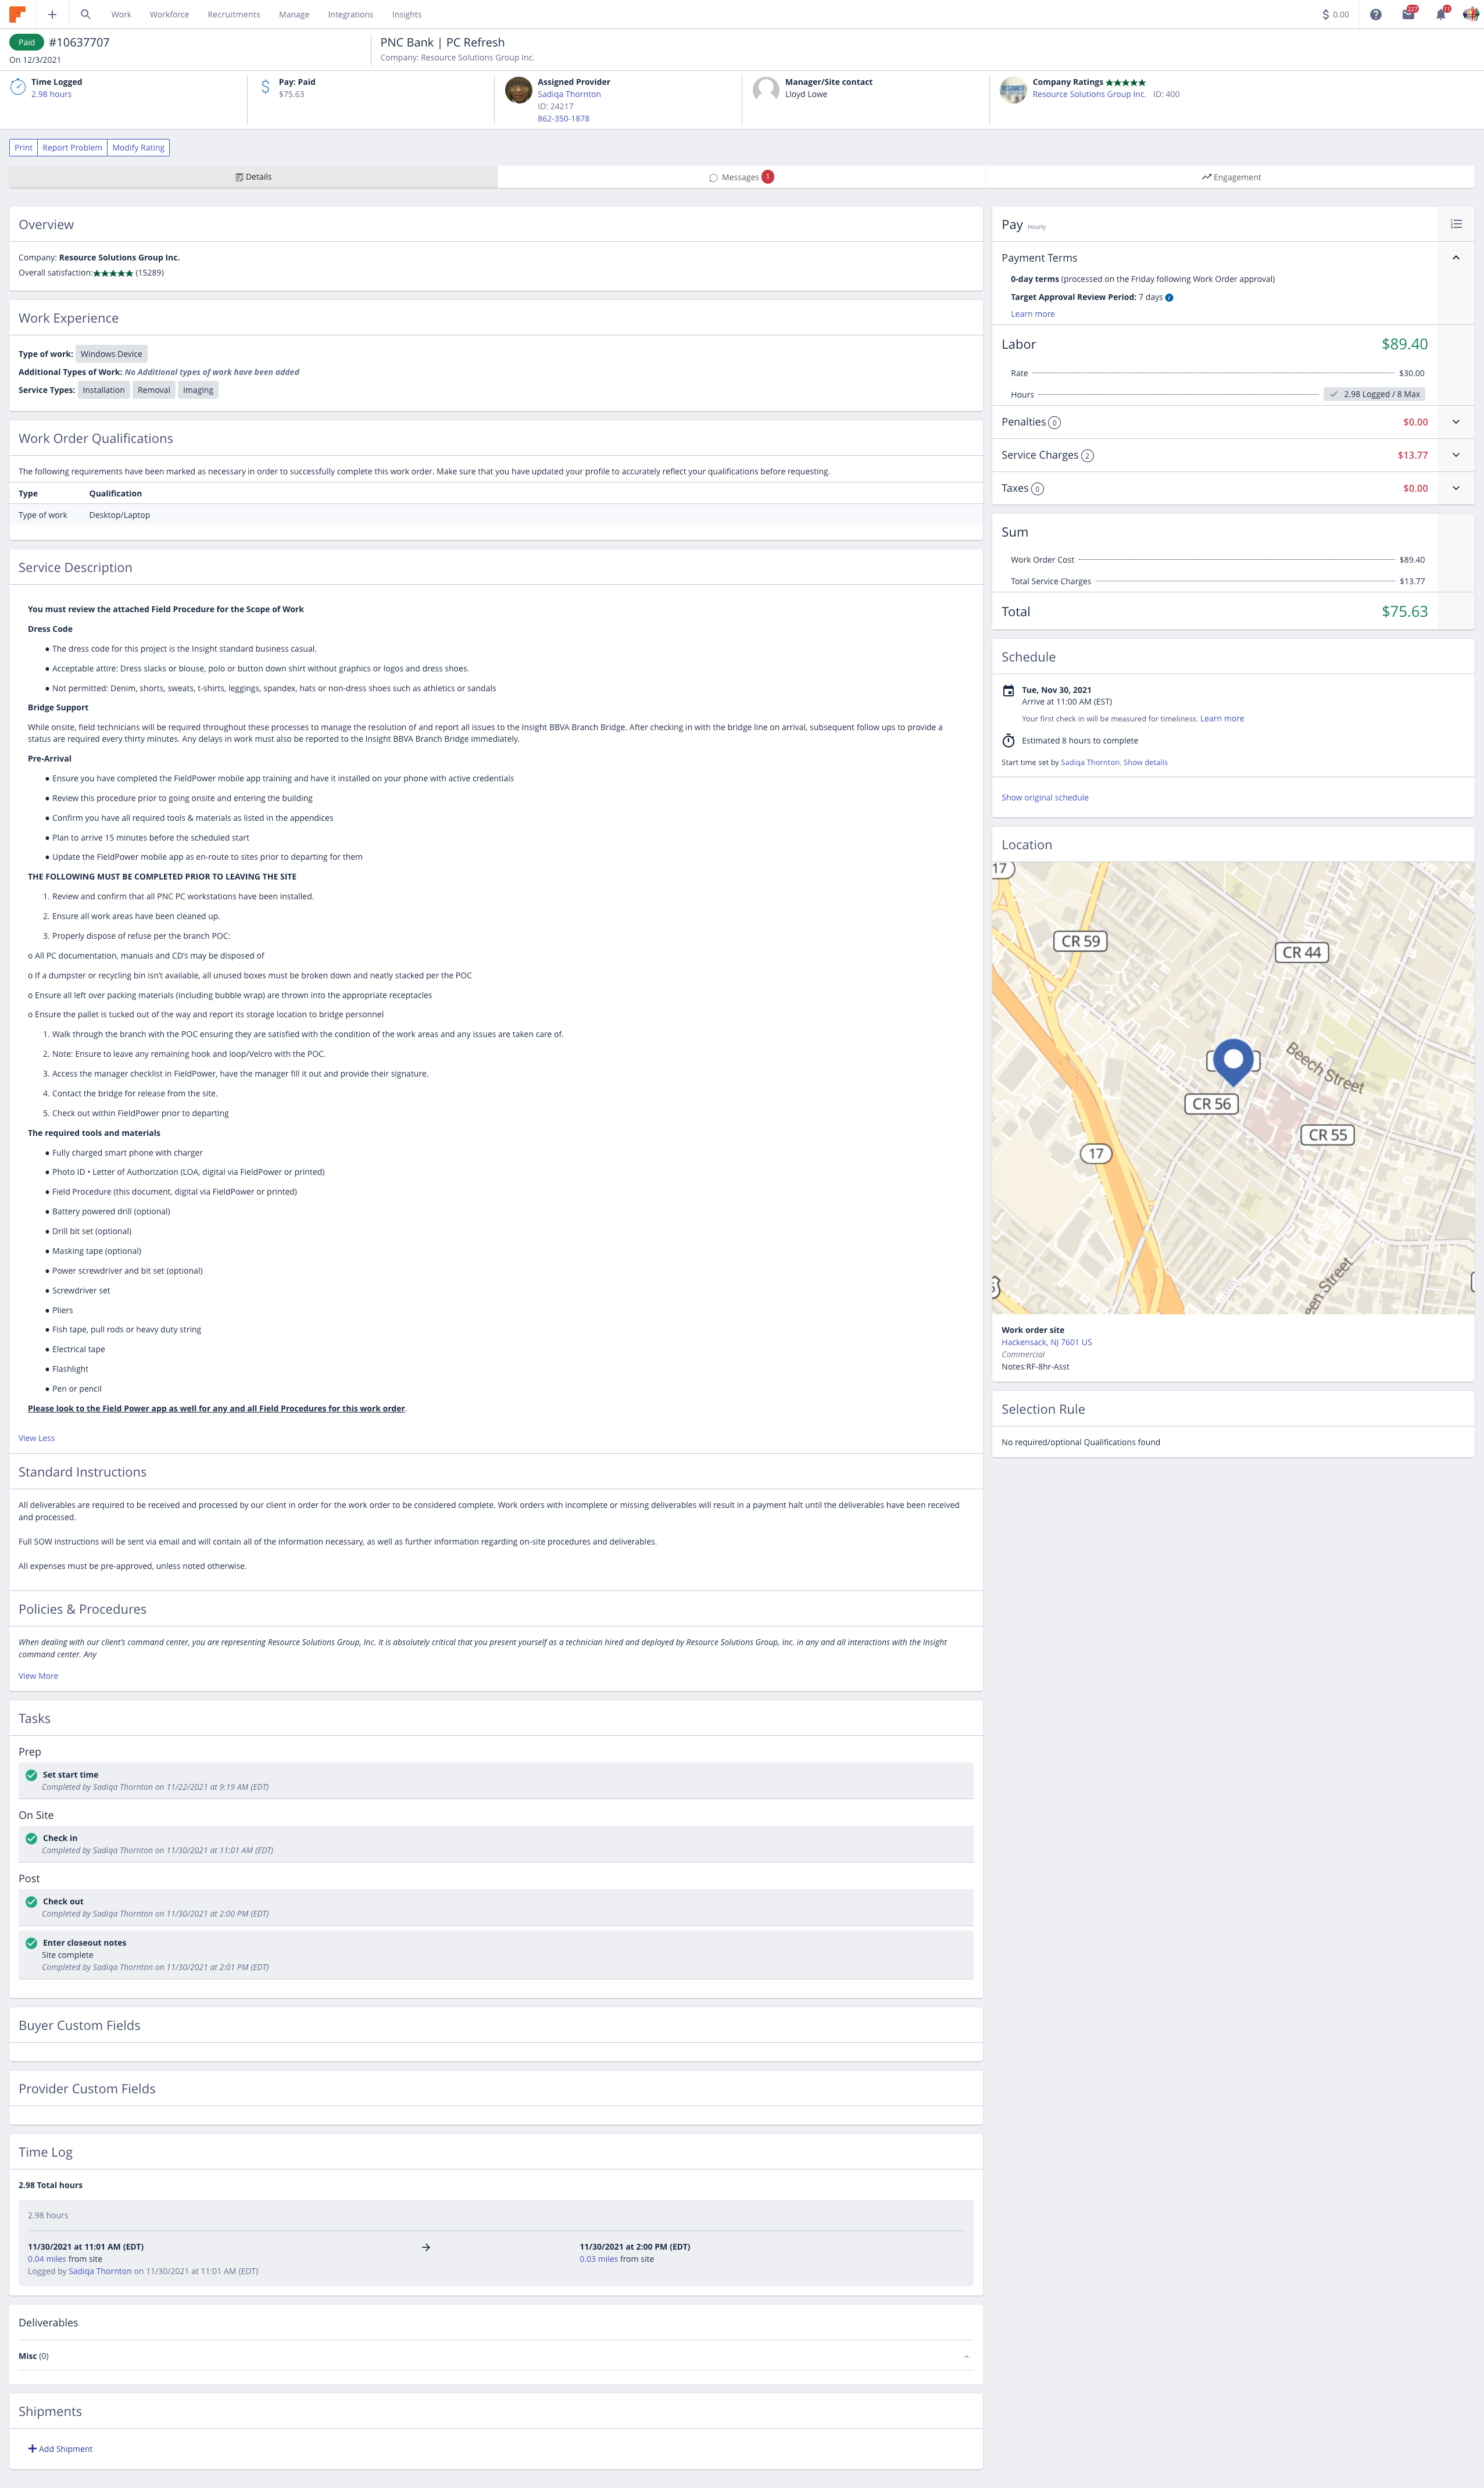 Work Workforce Recruitments Manage Integrations Insights
$ 0.00
227
11
Paid #10637707
On 12/3/2021
PNC Bank | PC Refresh
Company: Resource Solutions Group Inc.
Time Logged
2.98 hours
Pay: Paid
$75.63
Assigned Provider
Sadiqa Thornton
ID: 24217
862-350-1878
Manager/Site contact
Lloyd Lowe
Company Ratings ★★★★★
Resource Solutions Group Inc. ID: 400
Print Report Problem Modify Rating
Details
Messages 1
Engagement
Overview
Company: Resource Solutions Group Inc.
Overall satisfaction:★★★★★ (15289)
Work Experience
Type of work: Windows Device
Additional Types of Work: No Additional types of work have been added
Service Types: Installation Removal Imaging
Work Order Qualifications
The following requirements have been marked as necessary in order to successfully complete this work order. Make sure that you have updated your profile to accurately reflect your qualifications before requesting.
Type Qualification
Type of work Desktop/Laptop
Service Description
You must review the attached Field Procedure for the Scope of Work
Dress Code
● The dress code for this project is the Insight standard business casual.
● Acceptable attire: Dress slacks or blouse, polo or button down shirt without graphics or logos and dress shoes.
● Not permitted: Denim, shorts, sweats, t-shirts, leggings, spandex, hats or non-dress shoes such as athletics or sandals
Bridge Support
While onsite, field technicians will be required throughout these processes to manage the resolution of and report all issues to the Insight BBVA Branch Bridge. After checking in with the bridge line on arrival, subsequent follow ups to provide a
status are required every thirty minutes. Any delays in work must also be reported to the Insight BBVA Branch Bridge immediately.
Pre-Arrival
● Ensure you have completed the FieldPower mobile app training and have it installed on your phone with active credentials
● Review this procedure prior to going onsite and entering the building
● Confirm you have all required tools & materials as listed in the appendices
● Plan to arrive 15 minutes before the scheduled start
● Update the FieldPower mobile app as en-route to sites prior to departing for them
THE FOLLOWING MUST BE COMPLETED PRIOR TO LEAVING THE SITE
1. Review and confirm that all PNC PC workstations have been installed.
2. Ensure all work areas have been cleaned up.
3. Properly dispose of refuse per the branch POC:
o All PC documentation, manuals and CD's may be disposed of
o If a dumpster or recycling bin isn't available, all unused boxes must be broken down and neatly stacked per the POC
o Ensure all left over packing materials (including bubble wrap) are thrown into the appropriate receptacles
o Ensure the pallet is tucked out of the way and report its storage location to bridge personnel
1. Walk through the branch with the POC ensuring they are satisfied with the condition of the work areas and any issues are taken care of.
2. Note: Ensure to leave any remaining hook and loop/Velcro with the POC.
3. Access the manager checklist in FieldPower, have the manager fill it out and provide their signature.
4. Contact the bridge for release from the site.
5. Check out within FieldPower prior to departing
The required tools and materials
● Fully charged smart phone with charger
● Photo ID • Letter of Authorization (LOA, digital via FieldPower or printed)
● Field Procedure (this document, digital via FieldPower or printed)
● Battery powered drill (optional)
● Drill bit set (optional)
● Masking tape (optional)
● Power screwdriver and bit set (optional)
● Screwdriver set
● Pliers
● Fish tape, pull rods or heavy duty string
● Electrical tape
● Flashlight
● Pen or pencil
Please look to the Field Power app as well for any and all Field Procedures for this work order.
View Less
Standard Instructions
All deliverables are required to be received and processed by our client in order for the work order to be considered complete. Work orders with incomplete or missing deliverables will result in a payment halt until the deliverables have been received
and processed.
Full SOW instructions will be sent via email and will contain all of the information necessary, as well as further information regarding on-site procedures and deliverables.
All expenses must be pre-approved, unless noted otherwise.
Policies & Procedures
When dealing with our client's command center, you are representing Resource Solutions Group, Inc. It is absolutely critical that you present yourself as a technician hired and deployed by Resource Solutions Group, Inc. in any and all interactions with the Insight
command center. Any
View More
Tasks
Prep
Set start time
Completed by Sadiqa Thornton on 11/22/2021 at 9:19 AM (EDT)
On Site
Check in
Completed by Sadiqa Thornton on 11/30/2021 at 11:01 AM (EDT)
Post
Check out
Completed by Sadiqa Thornton on 11/30/2021 at 2:00 PM (EDT)
Enter closeout notes
Site complete
Completed by Sadiqa Thornton on 11/30/2021 at 2:01 PM (EDT)
Buyer Custom Fields
Provider Custom Fields
Time Log
2.98 Total hours
2.98 hours
11/30/2021 at 11:01 AM (EDT) → 11/30/2021 at 2:00 PM (EDT)
0.04 miles from site 0.03 miles from site
Logged by Sadiqa Thornton on 11/30/2021 at 11:01 AM (EDT)
Deliverables
Misc (0)
Shipments
+ Add Shipment
Pay Hourly
Payment Terms
0-day terms (processed on the Friday following Work Order approval)
Target Approval Review Period: 7 days
Learn more
Labor $89.40
Rate $30.00
Hours 2.98 Logged / 8 Max
Penalties 0 $0.00
Service Charges 2 $13.77
Taxes 0 $0.00
Sum
Work Order Cost $89.40
Total Service Charges $13.77
Total $75.63
Schedule
Tue, Nov 30, 2021
Arrive at 11:00 AM (EST)
Your first check in will be measured for timeliness. Learn more
Estimated 8 hours to complete
Start time set by Sadiqa Thornton. Show details
Show original schedule
Location
17
CR 59
CR 44
Beech Street
CR 56
CR 55
17
een Street
Work order site
Hackensack, NJ 7601 US
Commercial
Notes:RF-8hr-Asst
Selection Rule
No required/optional Qualifications found